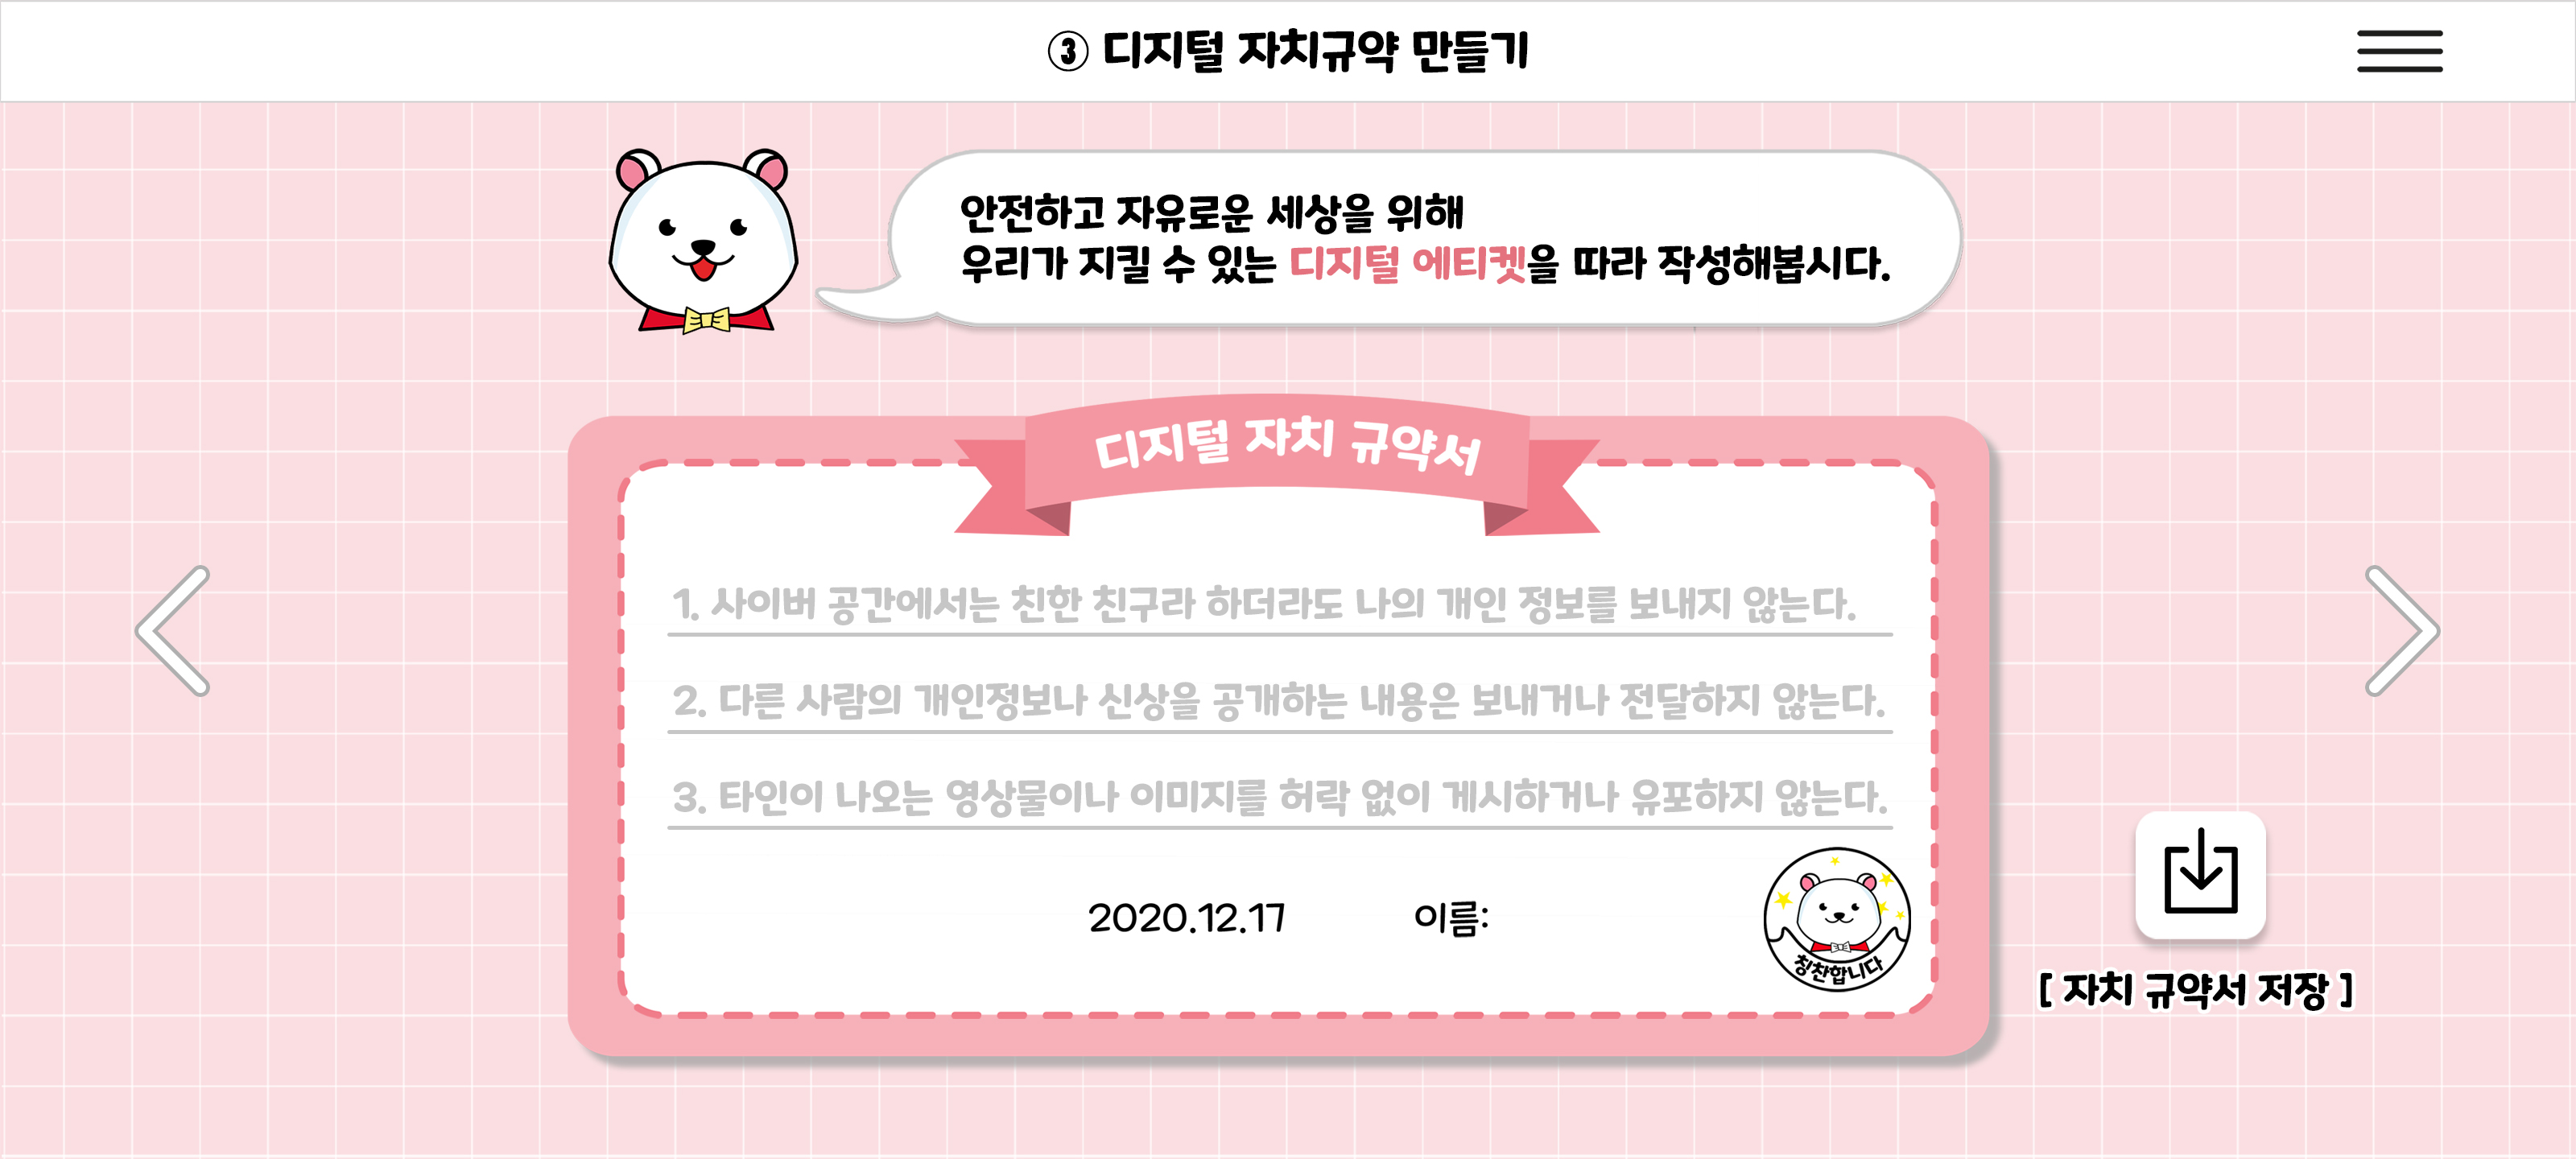 ③ 디지털 자치규약 만들기
안전하고 자유로운 세상을 위해
우리가 지킬 수 있는 디지털 에티켓을 따라 작성해봅시다.
디지털 자치 규약서
1. 사이버 공간에서는 친한 친구라 하더라도 나의 개인 정보를 보내지 않는다.
2. 다른 사람의 개인정보나 신상을 공개하는 내용은 보내거나 전달하지 않는다.
3. 타인이 나오는 영상물이나 이미지를 허락 없이 게시하거나 유포하지 않는다.
2020.12.17 이름:
칭찬합니다
[ 자치 규약서 저장 ]